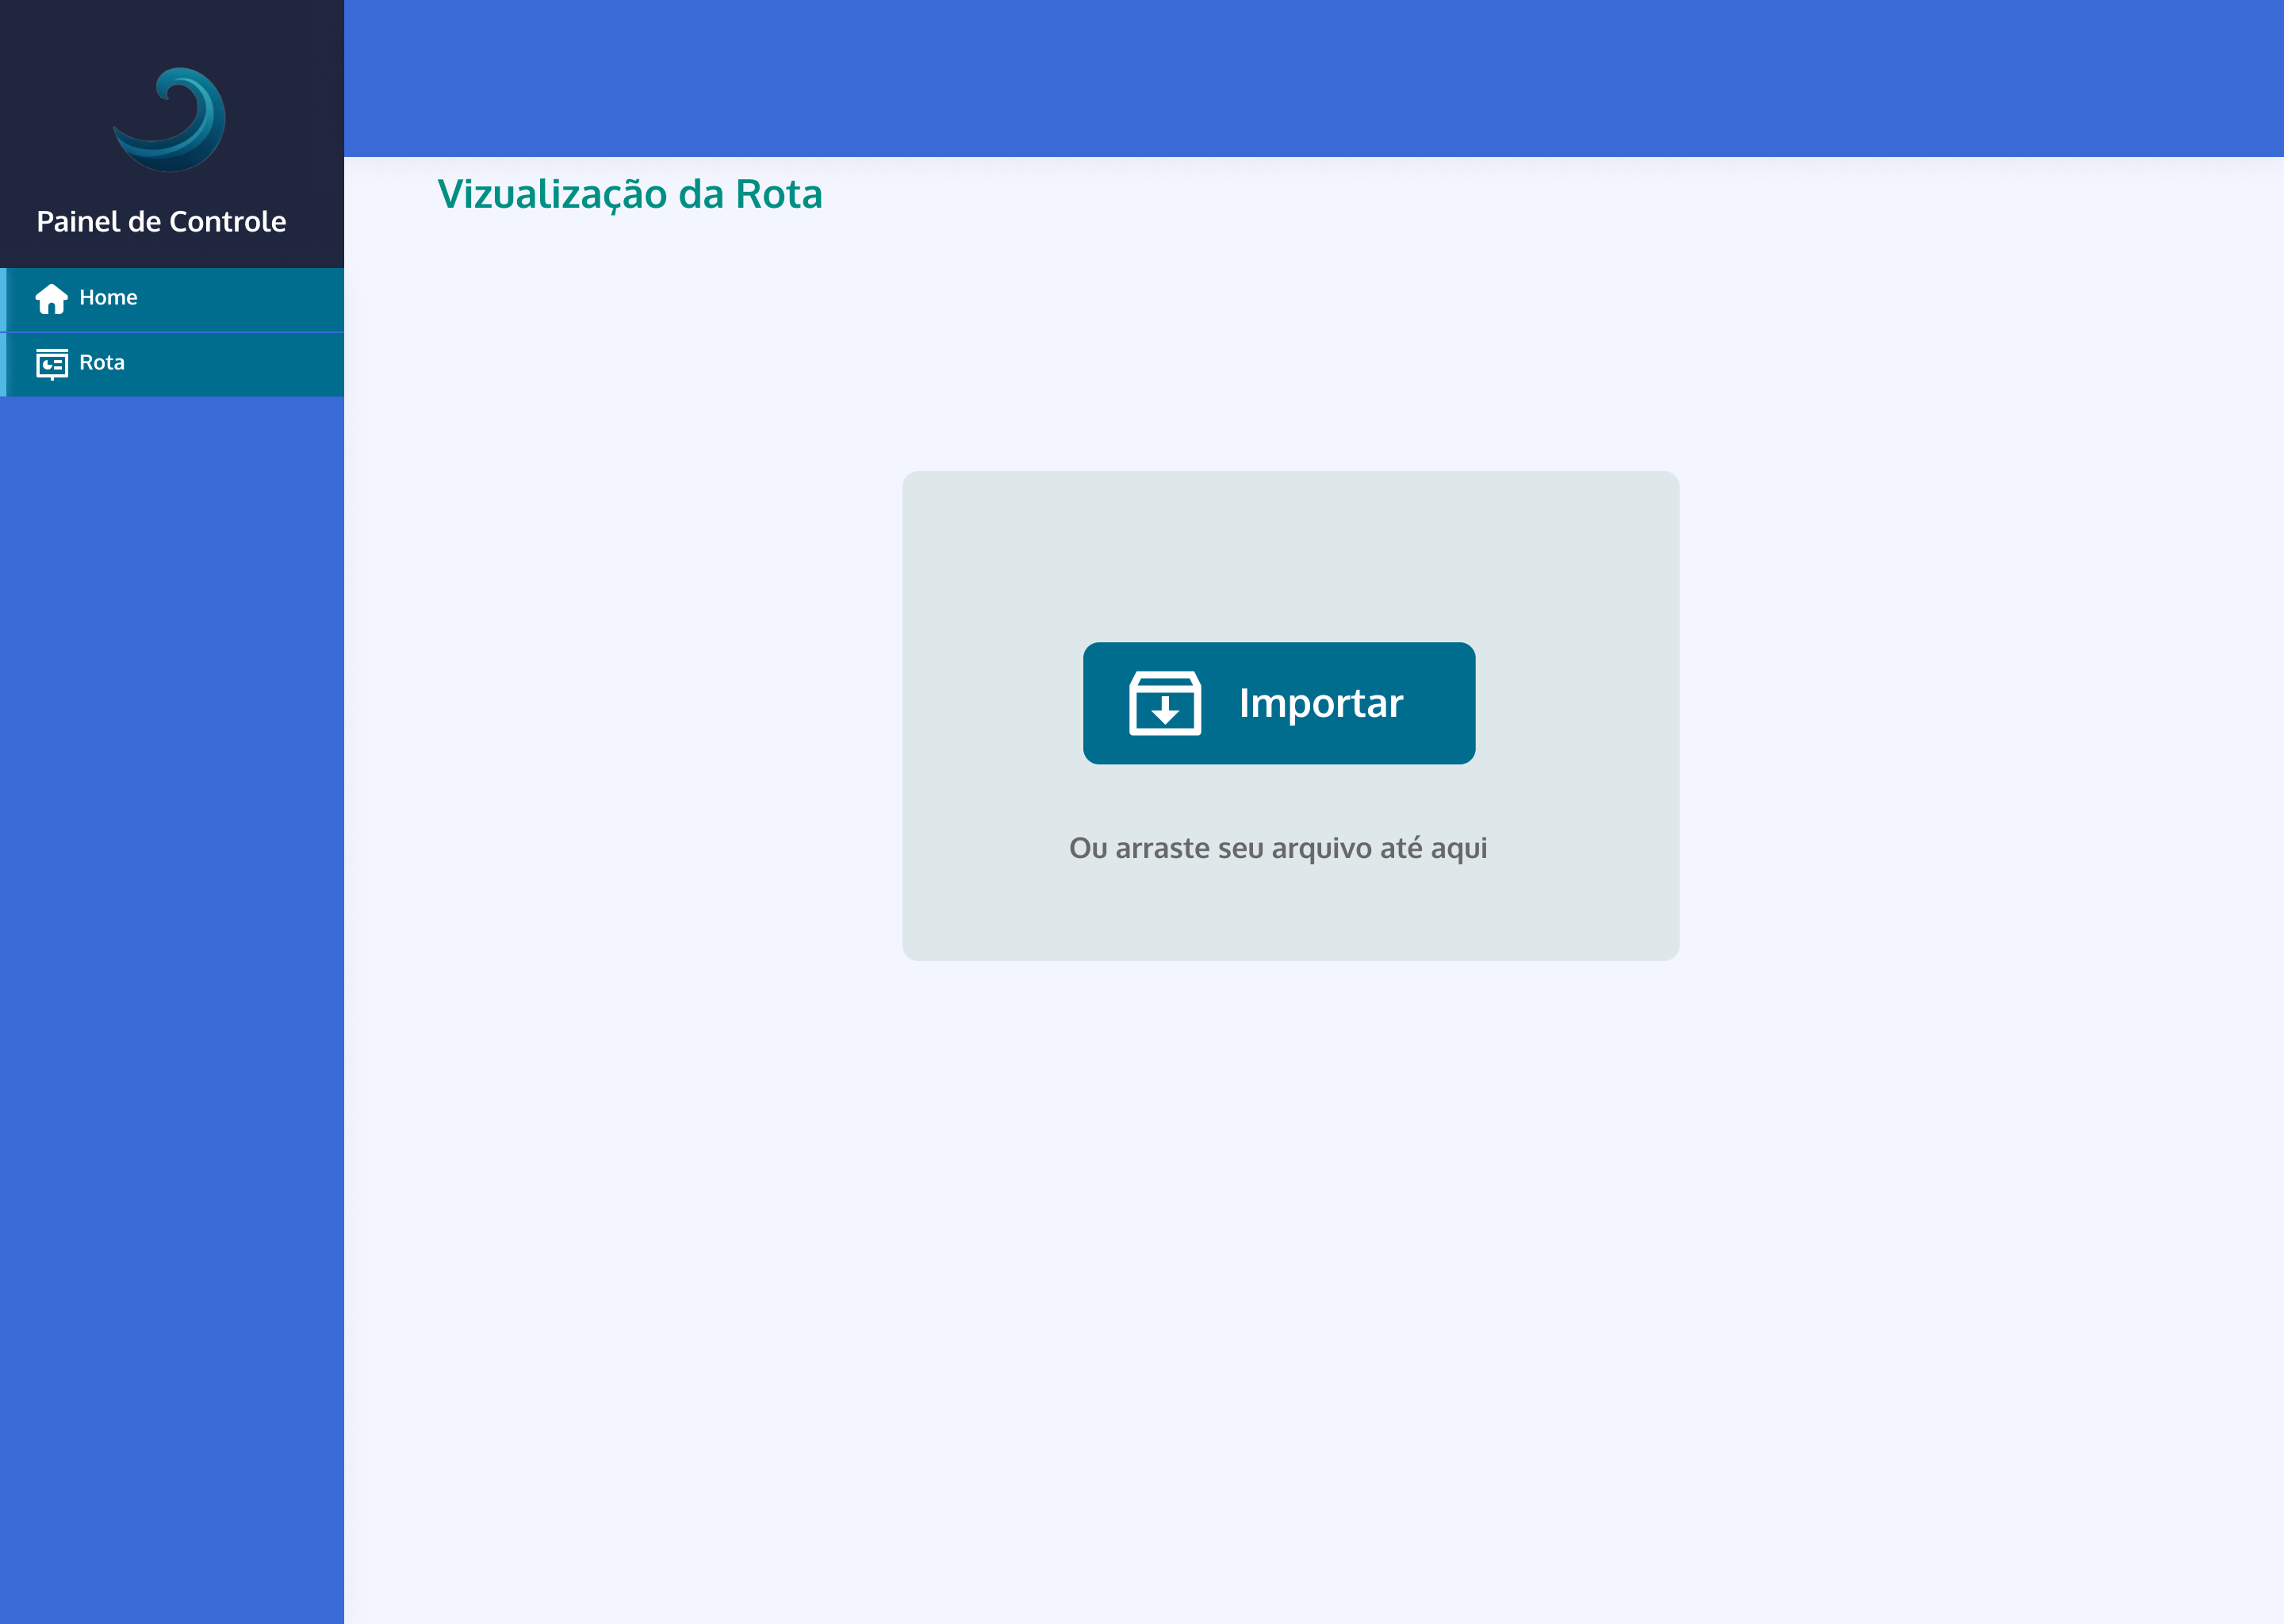 Painel de Controle
Home
Rota
Vizualização da Rota
Importar
Ou arraste seu arquivo até aqui